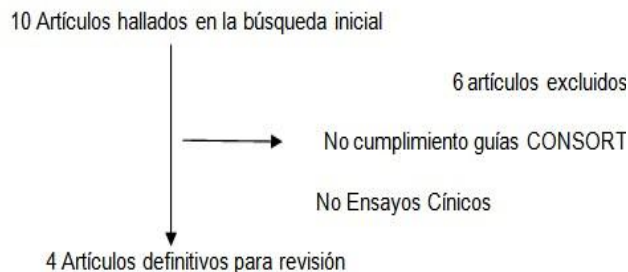 10 Artículos hallados en la búsqueda inicial
6 artículos excluidos
No cumplimiento guías CONSORT
No Ensayos Cínicos
4 Artículos definitivos para revisión